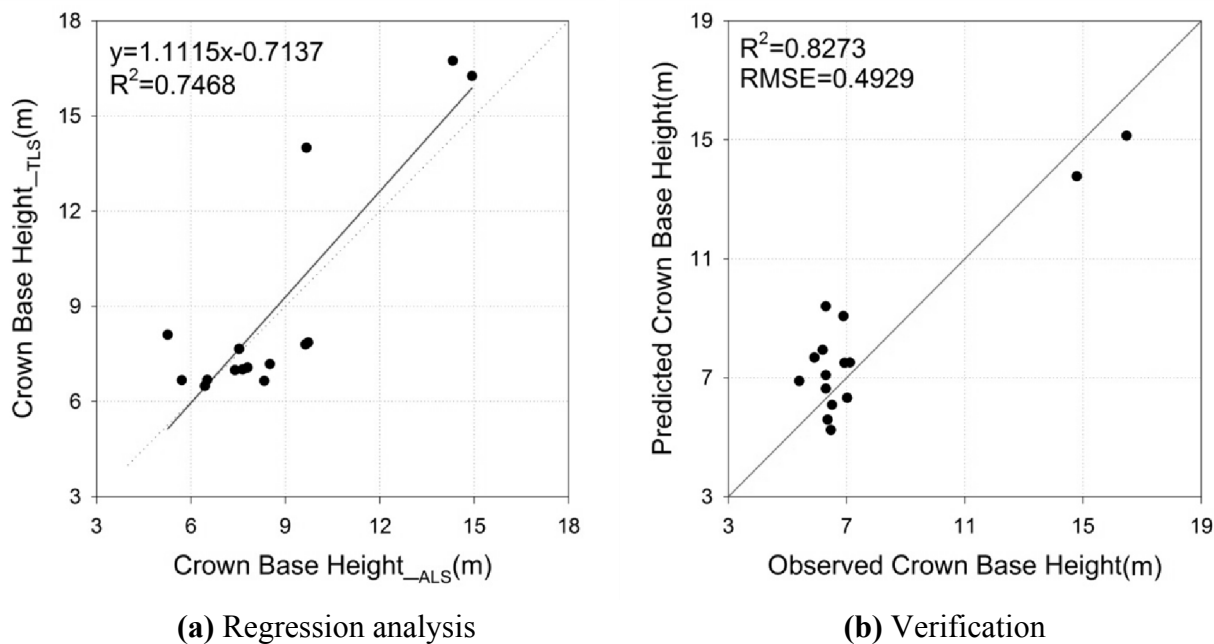 18
15
12
9
6
3
3
6
9
12
15
18
y=1.1115x-0.7137
R²=0.7468
Crown Base Height_TLS(m)
Crown Base Height_ALS(m)
(a) Regression analysis
19
15
11
7
3
3
7
11
15
19
R²=0.8273
RMSE=0.4929
Predicted Crown Base Height(m)
Observed Crown Base Height(m)
(b) Verification